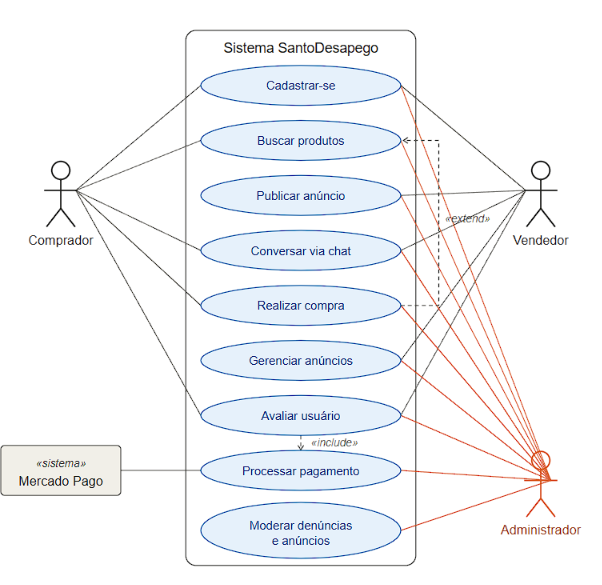 Sistema SantoDesapego
Cadastrar-se
Buscar produtos
Publicar anúncio
«extend»
Comprador
Vendedor
Conversar via chat
Realizar compra
Gerenciar anúncios
Avaliar usuário
«include»
«sistema»
Mercado Pago
Processar pagamento
Moderar denúncias
e anúncios
Administrador